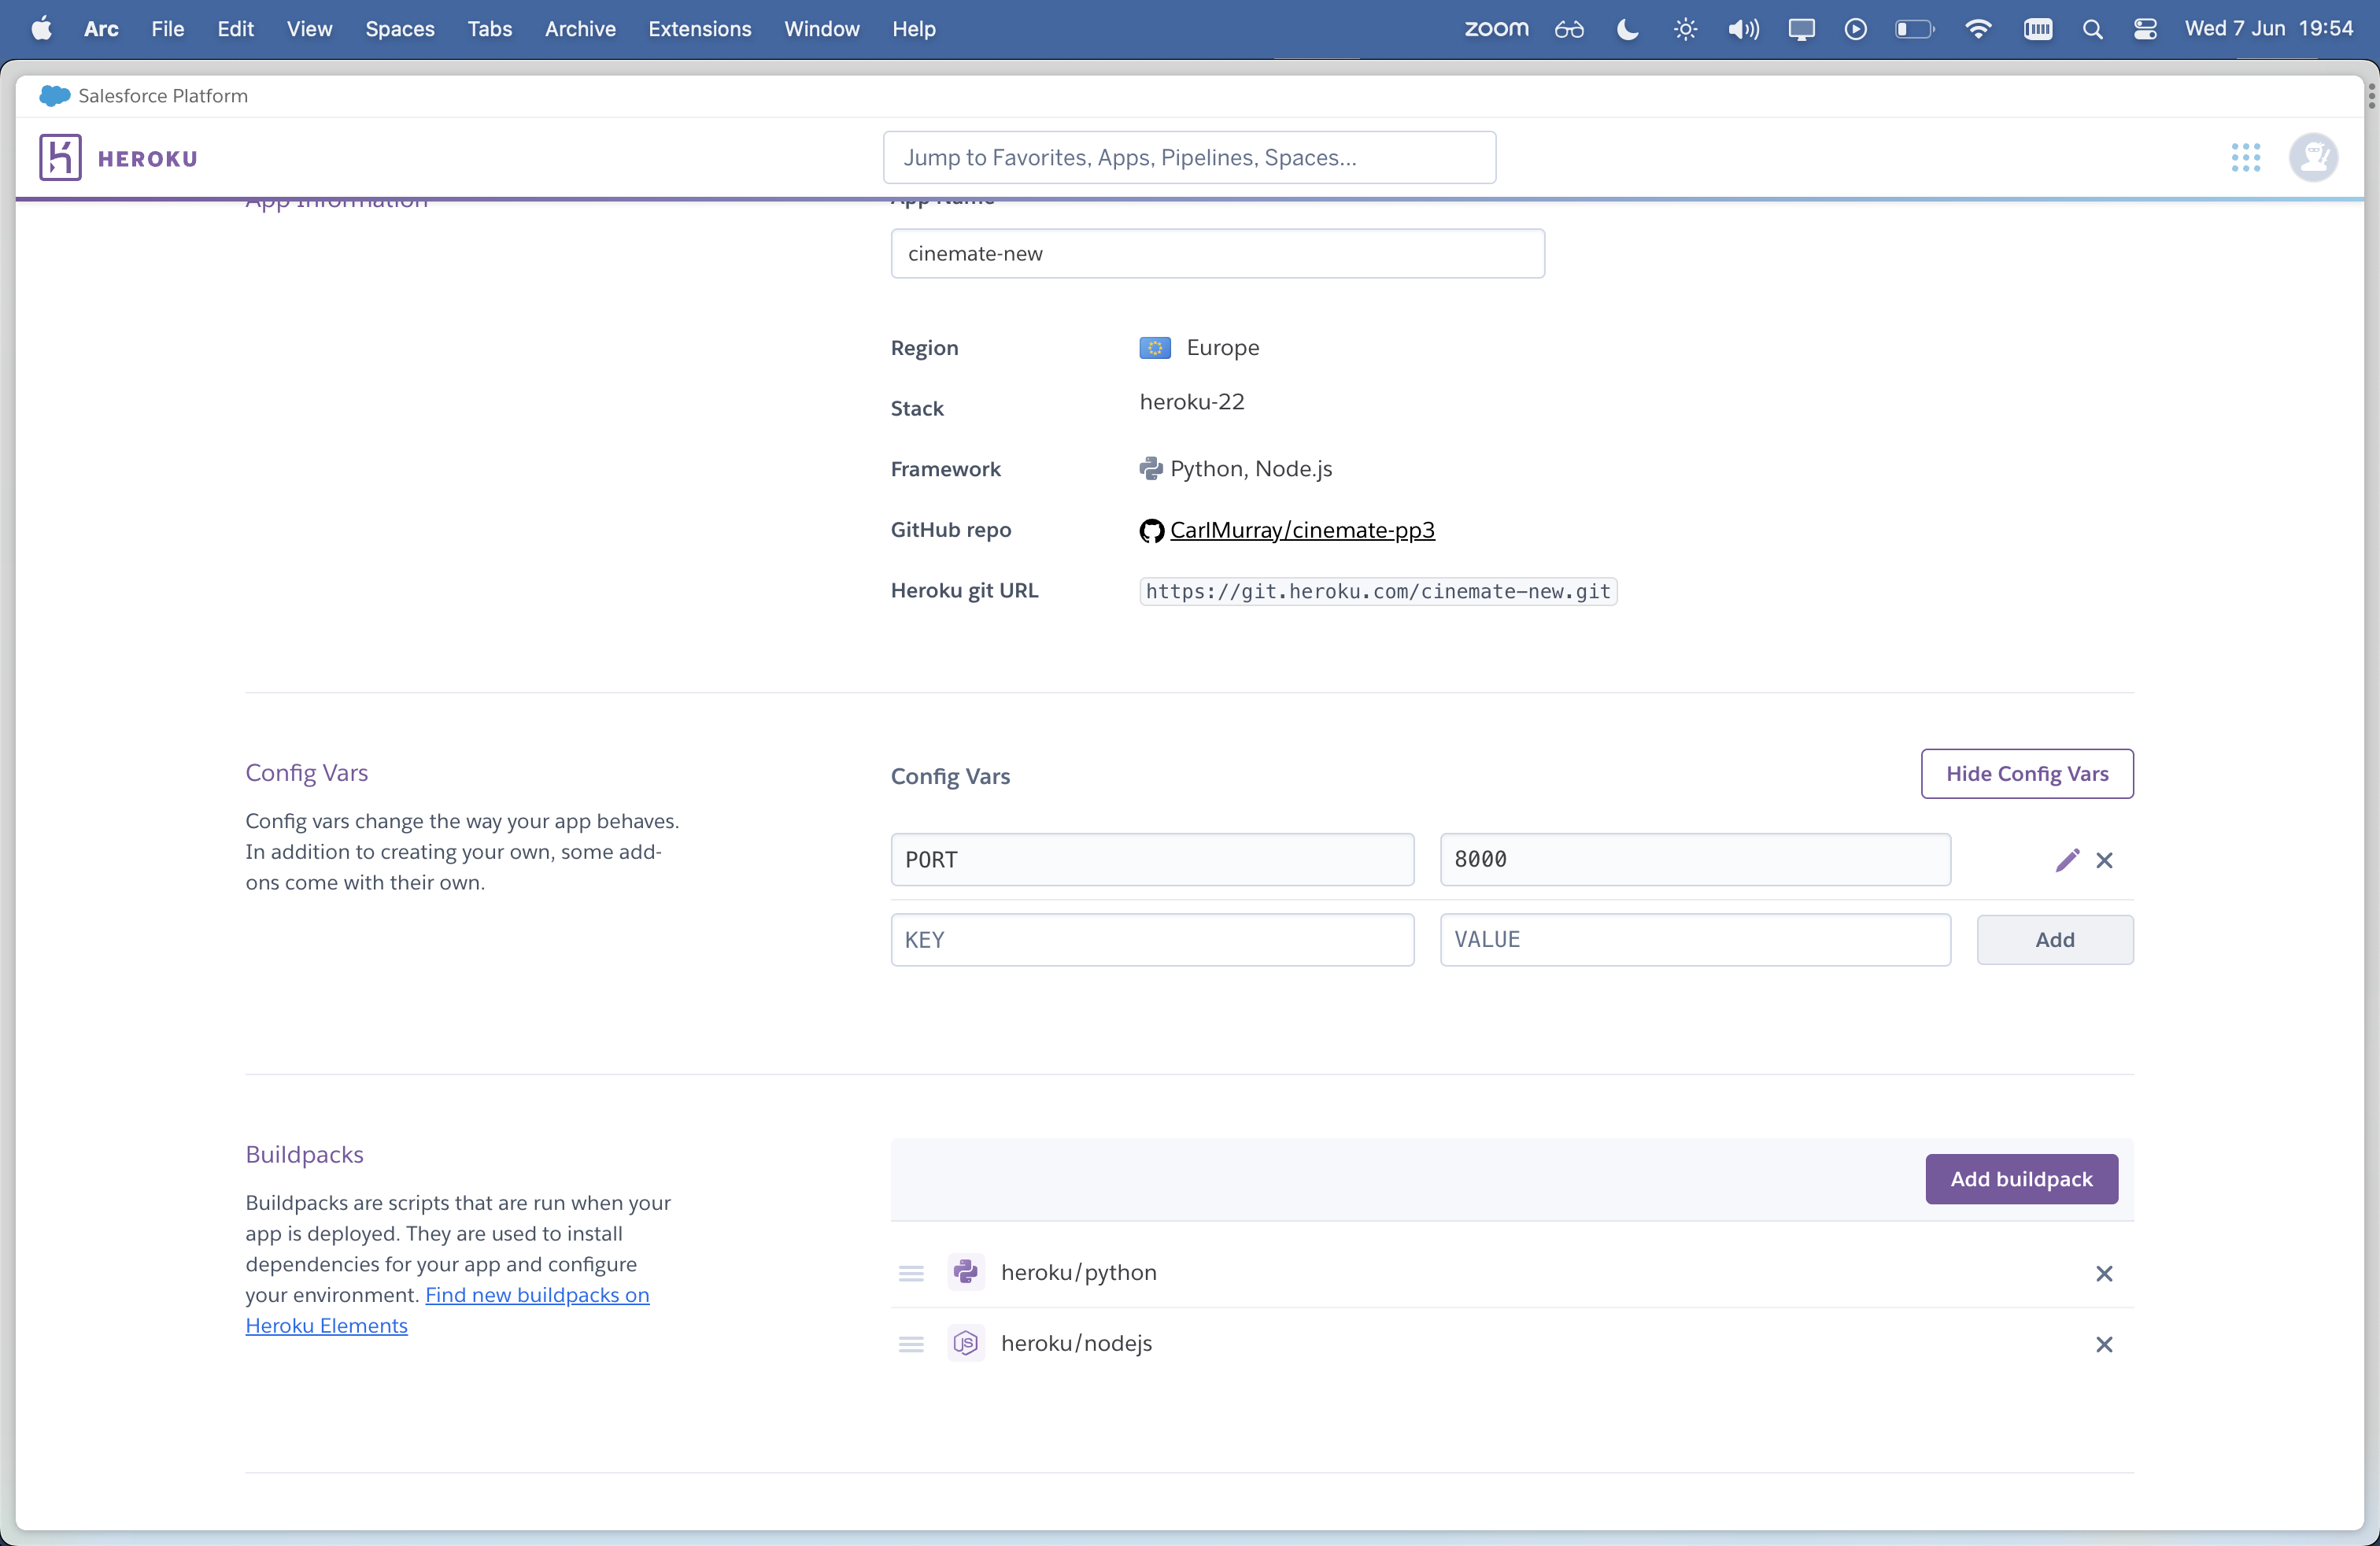 Arc File Edit View Spaces Tabs Archive Extensions Window Help zoom Wed 7 Jun 19:54
Salesforce Platform
HEROKU
Jump to Favorites, Apps, Pipelines, Spaces...
App Information
App Name
cinemate-new
Region Europe
Stack heroku-22
Framework Python, Node.js
GitHub repo CarlMurray/cinemate-pp3
Heroku git URL https://git.heroku.com/cinemate-new.git
Config Vars
Config vars change the way your app behaves.
In addition to creating your own, some add-
ons come with their own.
Config Vars
Hide Config Vars
PORT 8000
KEY VALUE Add
Buildpacks
Buildpacks are scripts that are run when your
app is deployed. They are used to install
dependencies for your app and configure
your environment. Find new buildpacks on
Heroku Elements
Add buildpack
heroku/python
JS heroku/nodejs